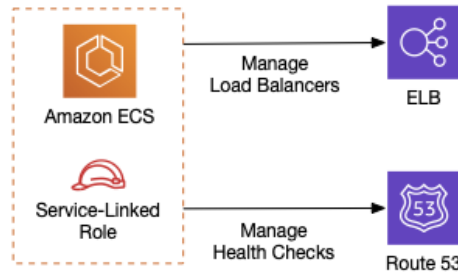 Manage
Load Balancers
Amazon ECS
ELB
Service-Linked
Role
53
Manage
Health Checks
Route 53